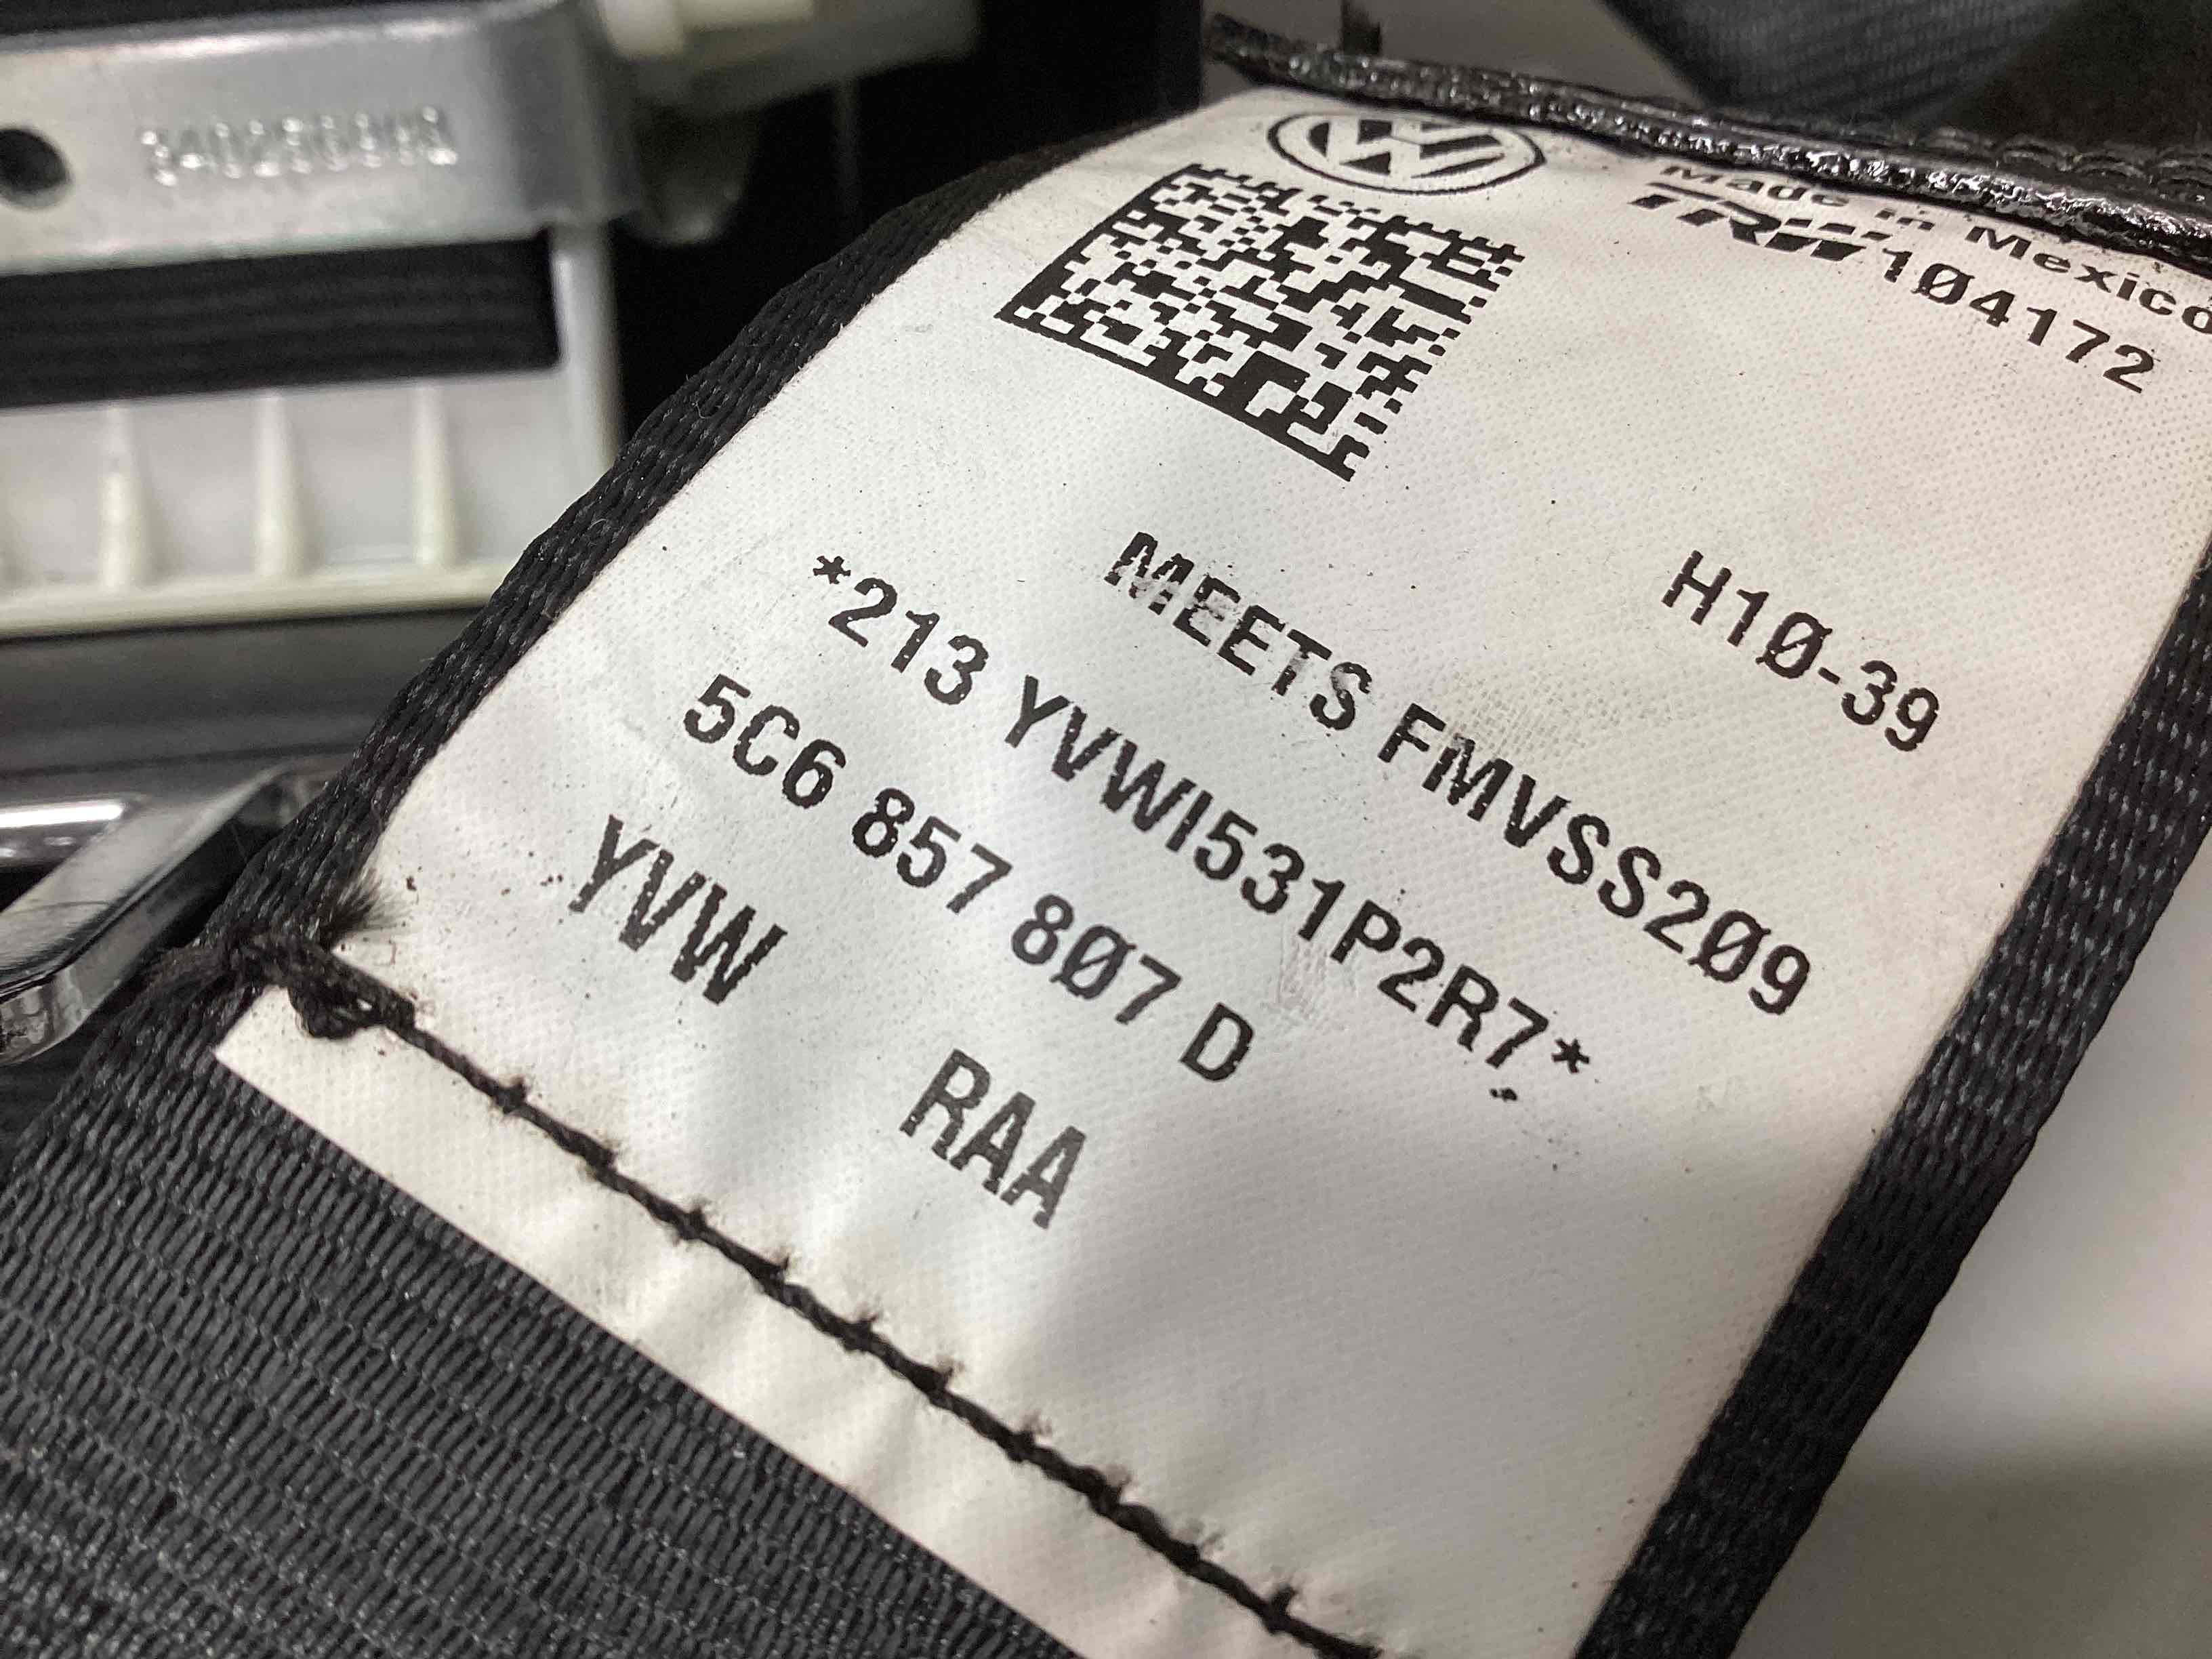 Made in Mexico
TRW 104172
H10-39
MEETS FMVSS209
*213 YVWI531P2R7*
5C6 857 807 D
YVW RAA